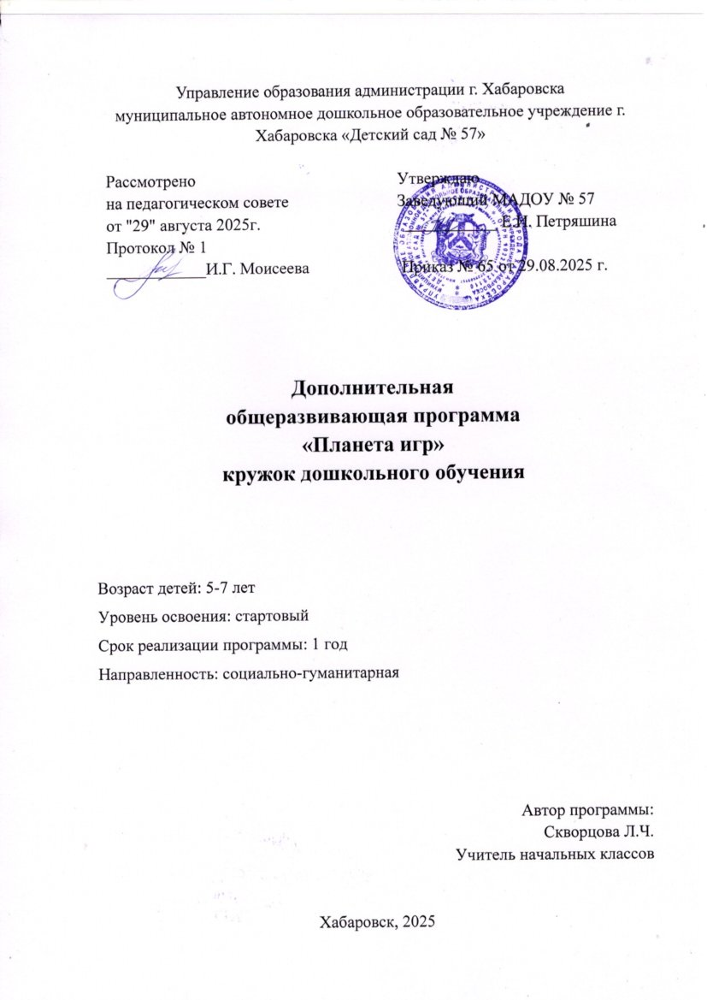 Управление образования администрации г. Хабаровска
муниципальное автономное дошкольное образовательное учреждение г.
Хабаровска «Детский сад № 57»
Рассмотрено
на педагогическом совете
от "29" августа 2025г.
Протокол № 1
____________И.Г. Моисеева
Утверждаю
Заведующий МАДОУ № 57
____________Е.И. Петряшина
Приказ № 65 от 29.08.2025 г.
Дополнительная
общеразвивающая программа
«Планета игр»
кружок дошкольного обучения
Возраст детей: 5-7 лет
Уровень освоения: стартовый
Срок реализации программы: 1 год
Направленность: социально-гуманитарная
Автор программы:
Скворцова Л.Ч.
Учитель начальных классов
Хабаровск, 2025